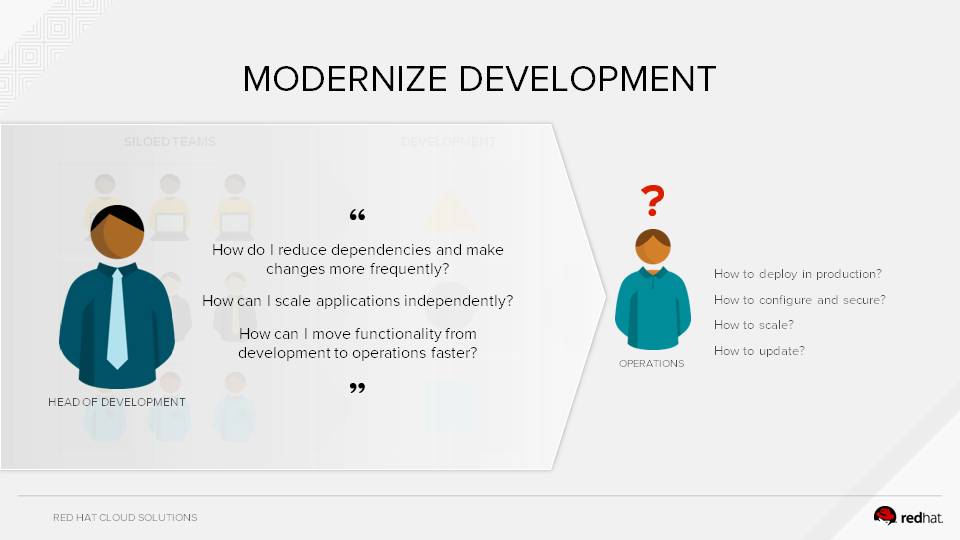 MODERNIZE DEVELOPMENT
SILOED TEAMS
DEVELOPMENT
“
How do I reduce dependencies and make
changes more frequently?
How can I scale applications independently?
How can I move functionality from
development to operations faster?
”
HEAD OF DEVELOPMENT
?
OPERATIONS
How to deploy in production?
How to configure and secure?
How to scale?
How to update?
RED HAT CLOUD SOLUTIONS
redhat.